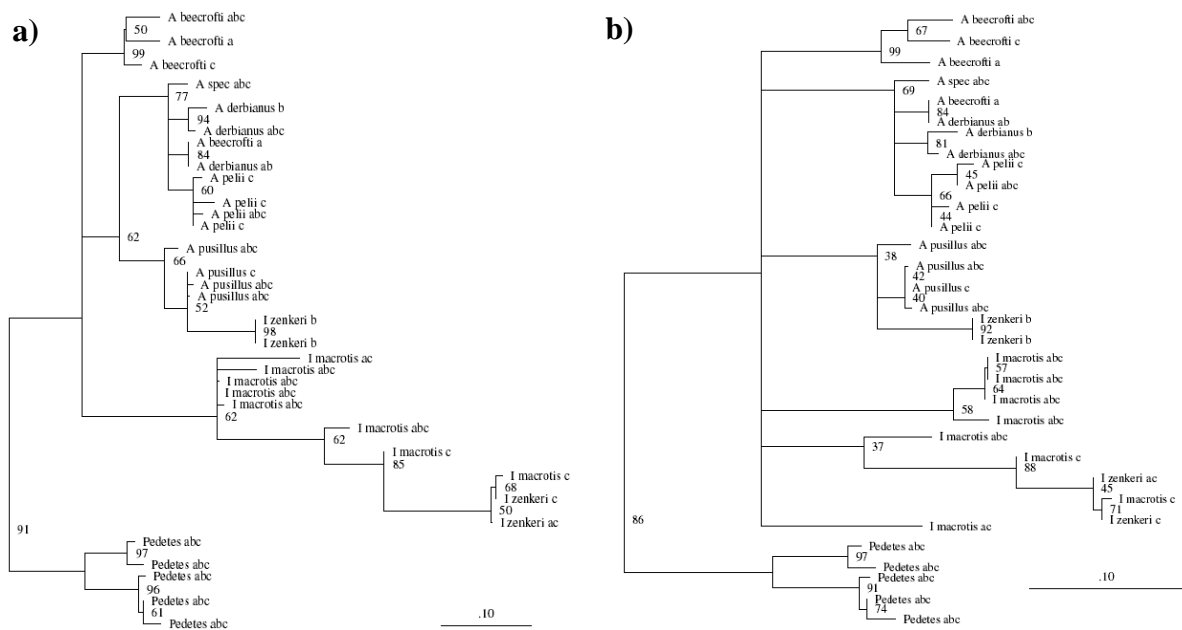 a)
A beecrofti abc
50
A beecrofti a
99
A beecrofti c
A spec abc
77
A derbianus b
94
A derbianus abc
A beecrofti a
84
A derbianus ab
A pelii c
60
A pelii c
A pelii abc
A pelii c
62
A pusillus abc
66
A pusillus c
A pusillus abc
A pusillus abc
52
I zenkeri b
98
I zenkeri b
I macrotis ac
I macrotis abc
I macrotis abc
I macrotis abc
I macrotis abc
62
I macrotis abc
62
I macrotis c
85
I macrotis c
68
I zenkeri c
50
I zenkeri ac
91
Pedetes abc
97
Pedetes abc
Pedetes abc
96
Pedetes abc
61
Pedetes abc
.10
b)
A beecrofti abc
67
A beecrofti c
99
A beecrofti a
A spec abc
69
A beecrofti a
84
A derbianus ab
A derbianus b
81
A derbianus abc
A pelii c
45
A pelii abc
66
A pelii c
44
A pelii c
A pusillus abc
38
A pusillus abc
42
A pusillus c
40
A pusillus abc
I zenkeri b
92
I zenkeri b
I macrotis abc
57
I macrotis abc
64
I macrotis abc
58
I macrotis abc
I macrotis abc
37
I macrotis c
88
I zenkeri ac
45
I macrotis c
71
I zenkeri c
86
I macrotis ac
Pedetes abc
97
Pedetes abc
Pedetes abc
91
Pedetes abc
74
Pedetes abc
.10